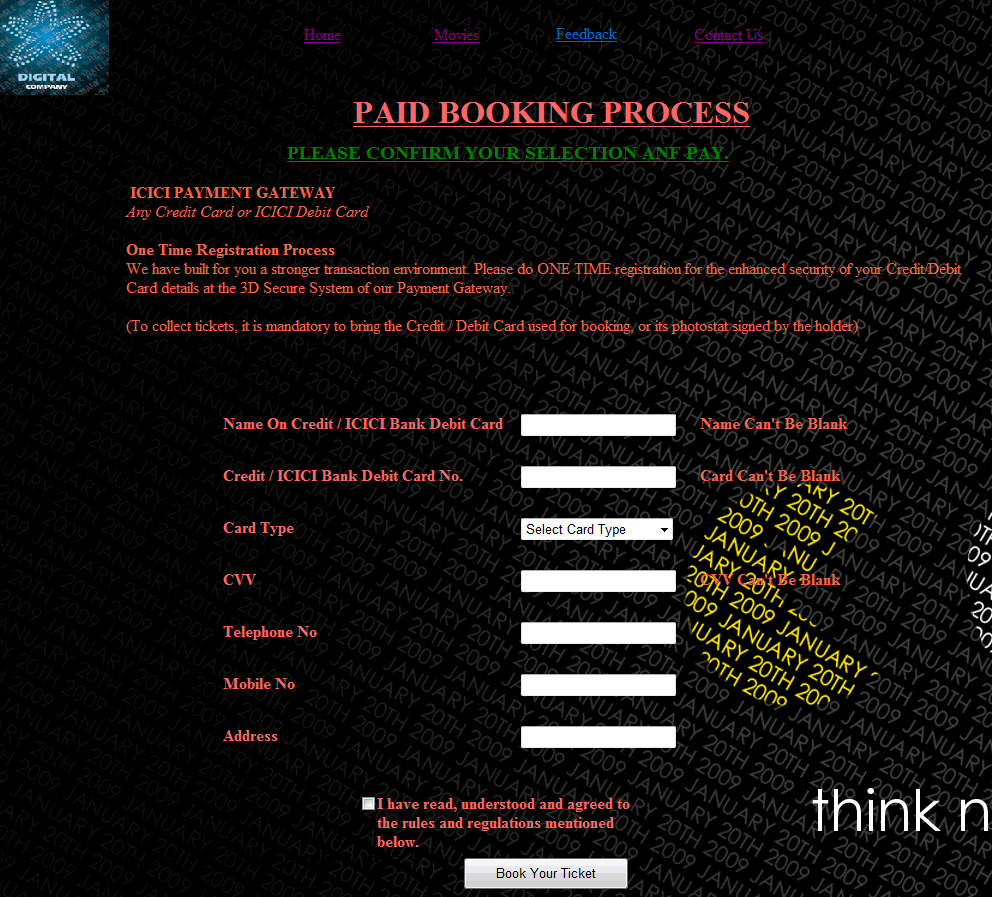 DIGITAL
COMPANY
Home Movies Feedback Contact Us
PAID BOOKING PROCESS
PLEASE CONFIRM YOUR SELECTION ANF PAY.
ICICI PAYMENT GATEWAY
Any Credit Card or ICICI Debit Card
One Time Registration Process
We have built for you a stronger transaction environment. Please do ONE TIME registration for the enhanced security of your Credit/Debit
Card details at the 3D Secure System of our Payment Gateway.
(To collect tickets, it is mandatory to bring the Credit / Debit Card used for booking, or its photostat signed by the holder)
Name On Credit / ICICI Bank Debit Card Name Can't Be Blank
Credit / ICICI Bank Debit Card No. Card Can't Be Blank
Card Type Select Card Type
CVV CVV Can't Be Blank
Telephone No
Mobile No
Address
I have read, understood and agreed to
the rules and regulations mentioned
below.
Book Your Ticket
JANUARY 20TH 2009
think n